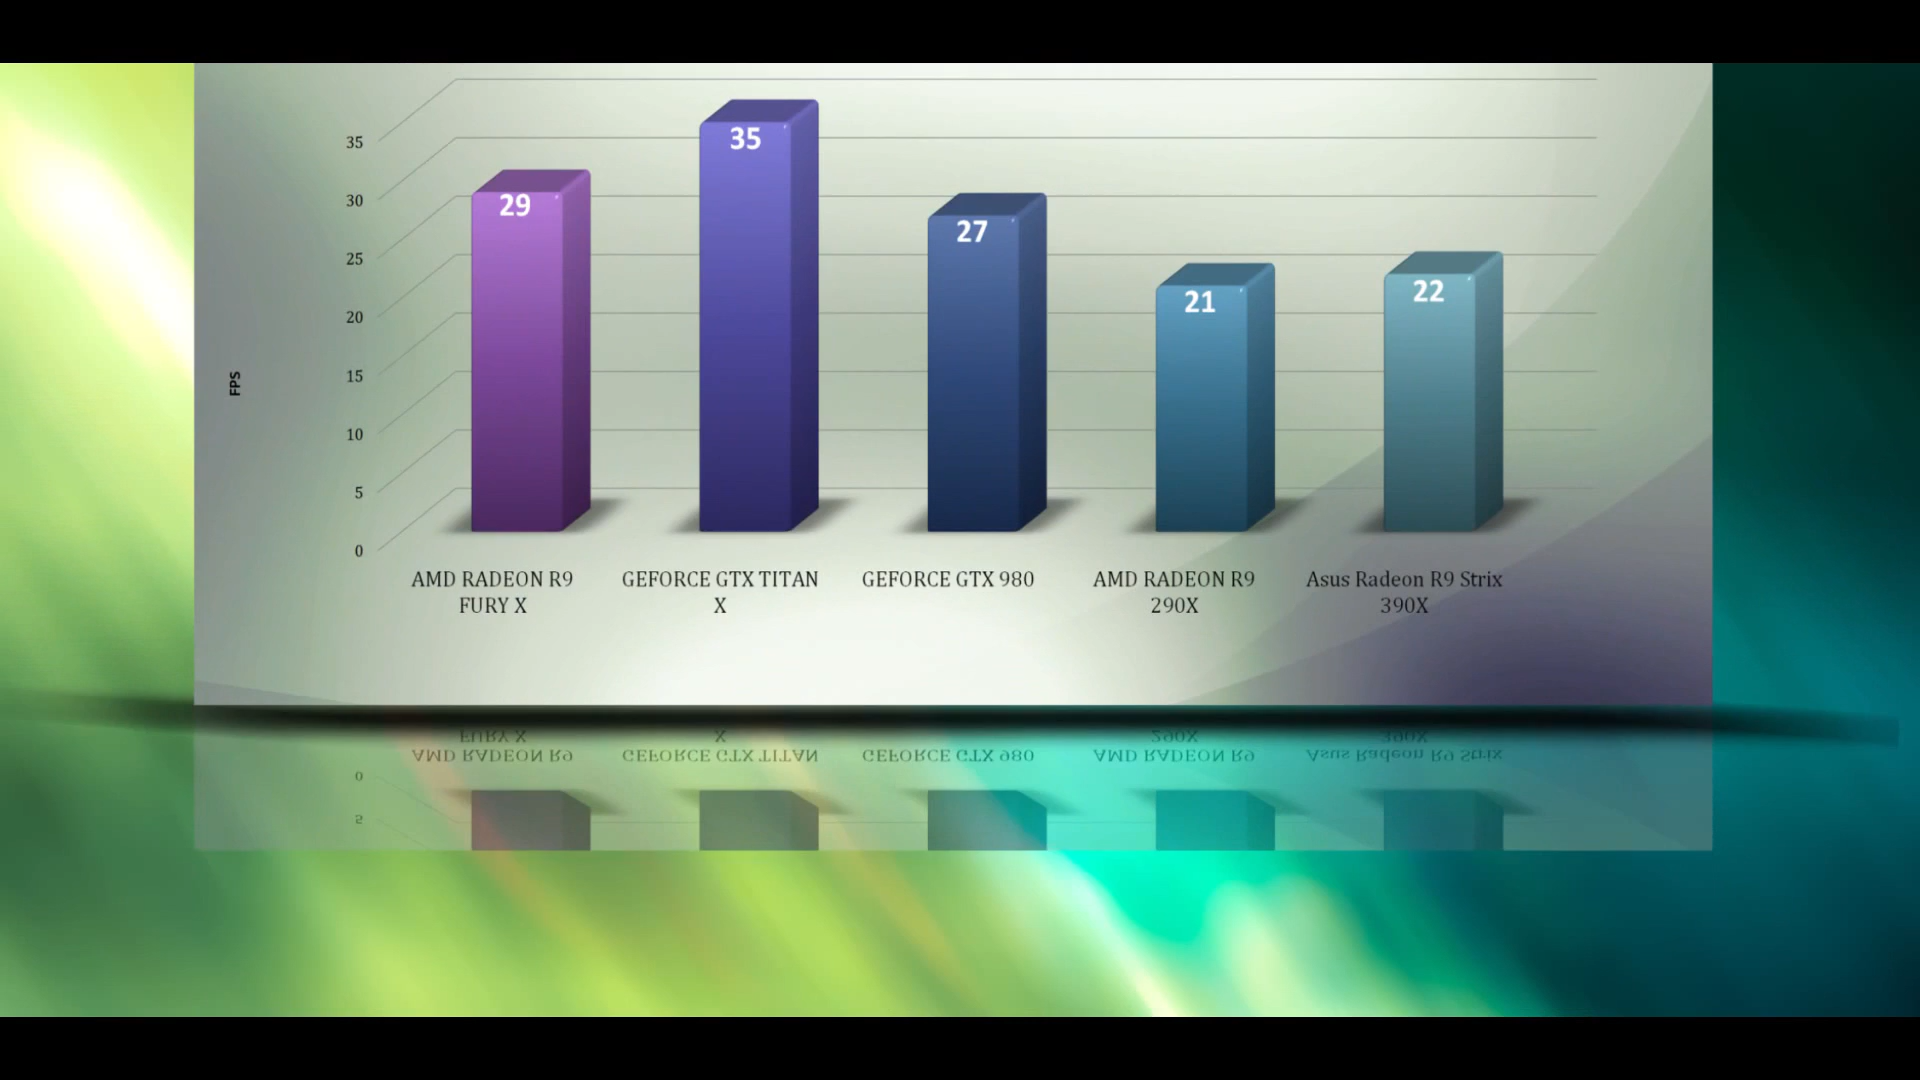 35
30
25
20
15
10
5
0
FPS
29
35
27
21
22
AMD RADEON R9
FURY X
GEFORCE GTX TITAN
X
GEFORCE GTX 980
AMD RADEON R9
290X
Asus Radeon R9 Strix
390X